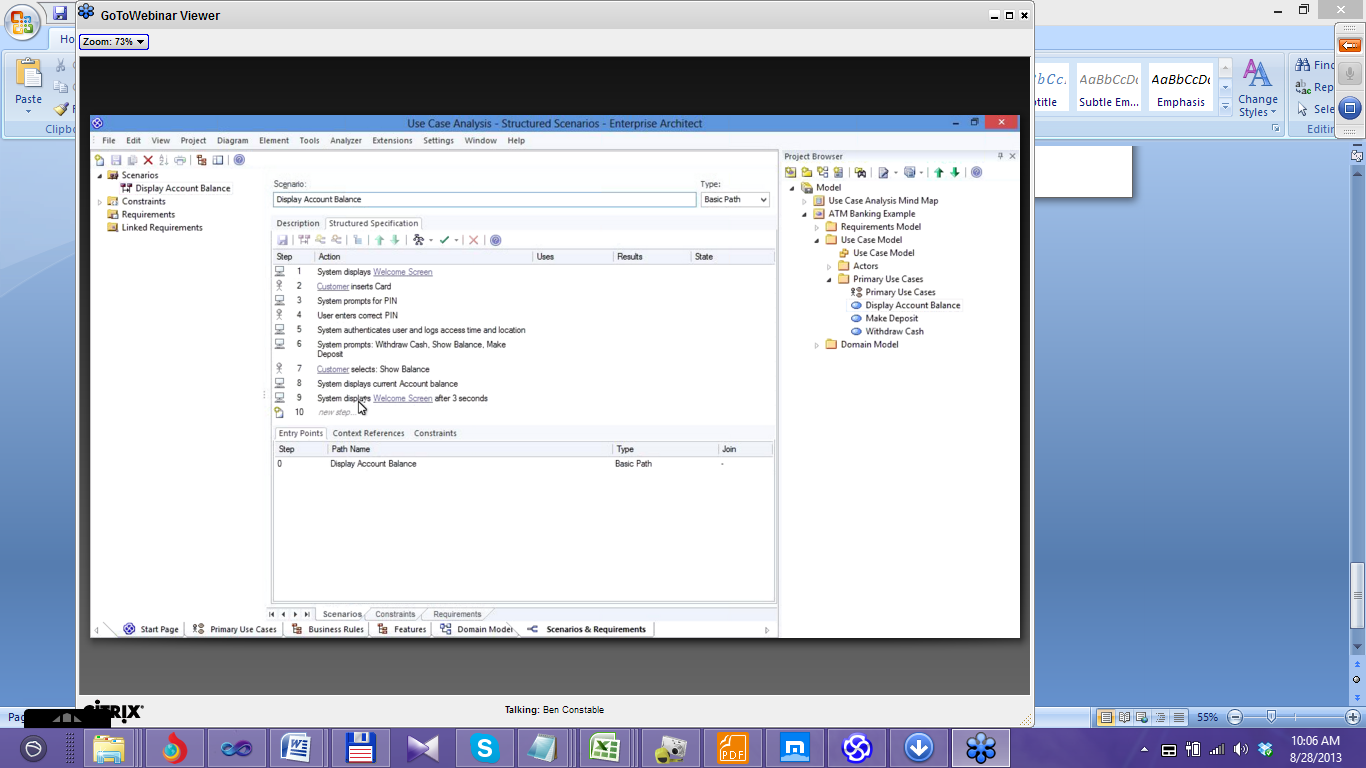 GoToWebinar Viewer
Zoom: 73%
Paste
Change
Styles
Subtle Em...
Emphasis
AaBbCcDc
AaBbCcDc
Use Case Analysis - Structured Scenarios - Enterprise Architect
File Edit View Project Diagram Element Tools Analyzer Extensions Settings Window Help
Scenarios
Display Account Balance
Constraints
Requirements
Linked Requirements
Scenario:
Type:
Display Account Balance
Basic Path
Description Structured Specification
Step Action Uses Results State
1 System displays Welcome Screen
2 Customer inserts Card
3 System prompts for PIN
4 User enters correct PIN
5 System authenticates user and logs access time and location
6 System prompts: Withdraw Cash, Show Balance, Make
Deposit
7 Customer selects: Show Balance
8 System displays current Account balance
9 System displays Welcome Screen after 3 seconds
10 new step...
Entry Points Context References Constraints
Step Path Name Type Join
0 Display Account Balance Basic Path -
Scenarios Constraints Requirements
Start Page Primary Use Cases Business Rules Features Domain Model Scenarios & Requirements
Project Browser
Model
Use Case Analysis Mind Map
ATM Banking Example
Requirements Model
Use Case Model
Use Case Model
Actors
Primary Use Cases
Primary Use Cases
Display Account Balance
Make Deposit
Withdraw Cash
Domain Model
Talking: Ben Constable
55%
PDF
10:06 AM
8/28/2013